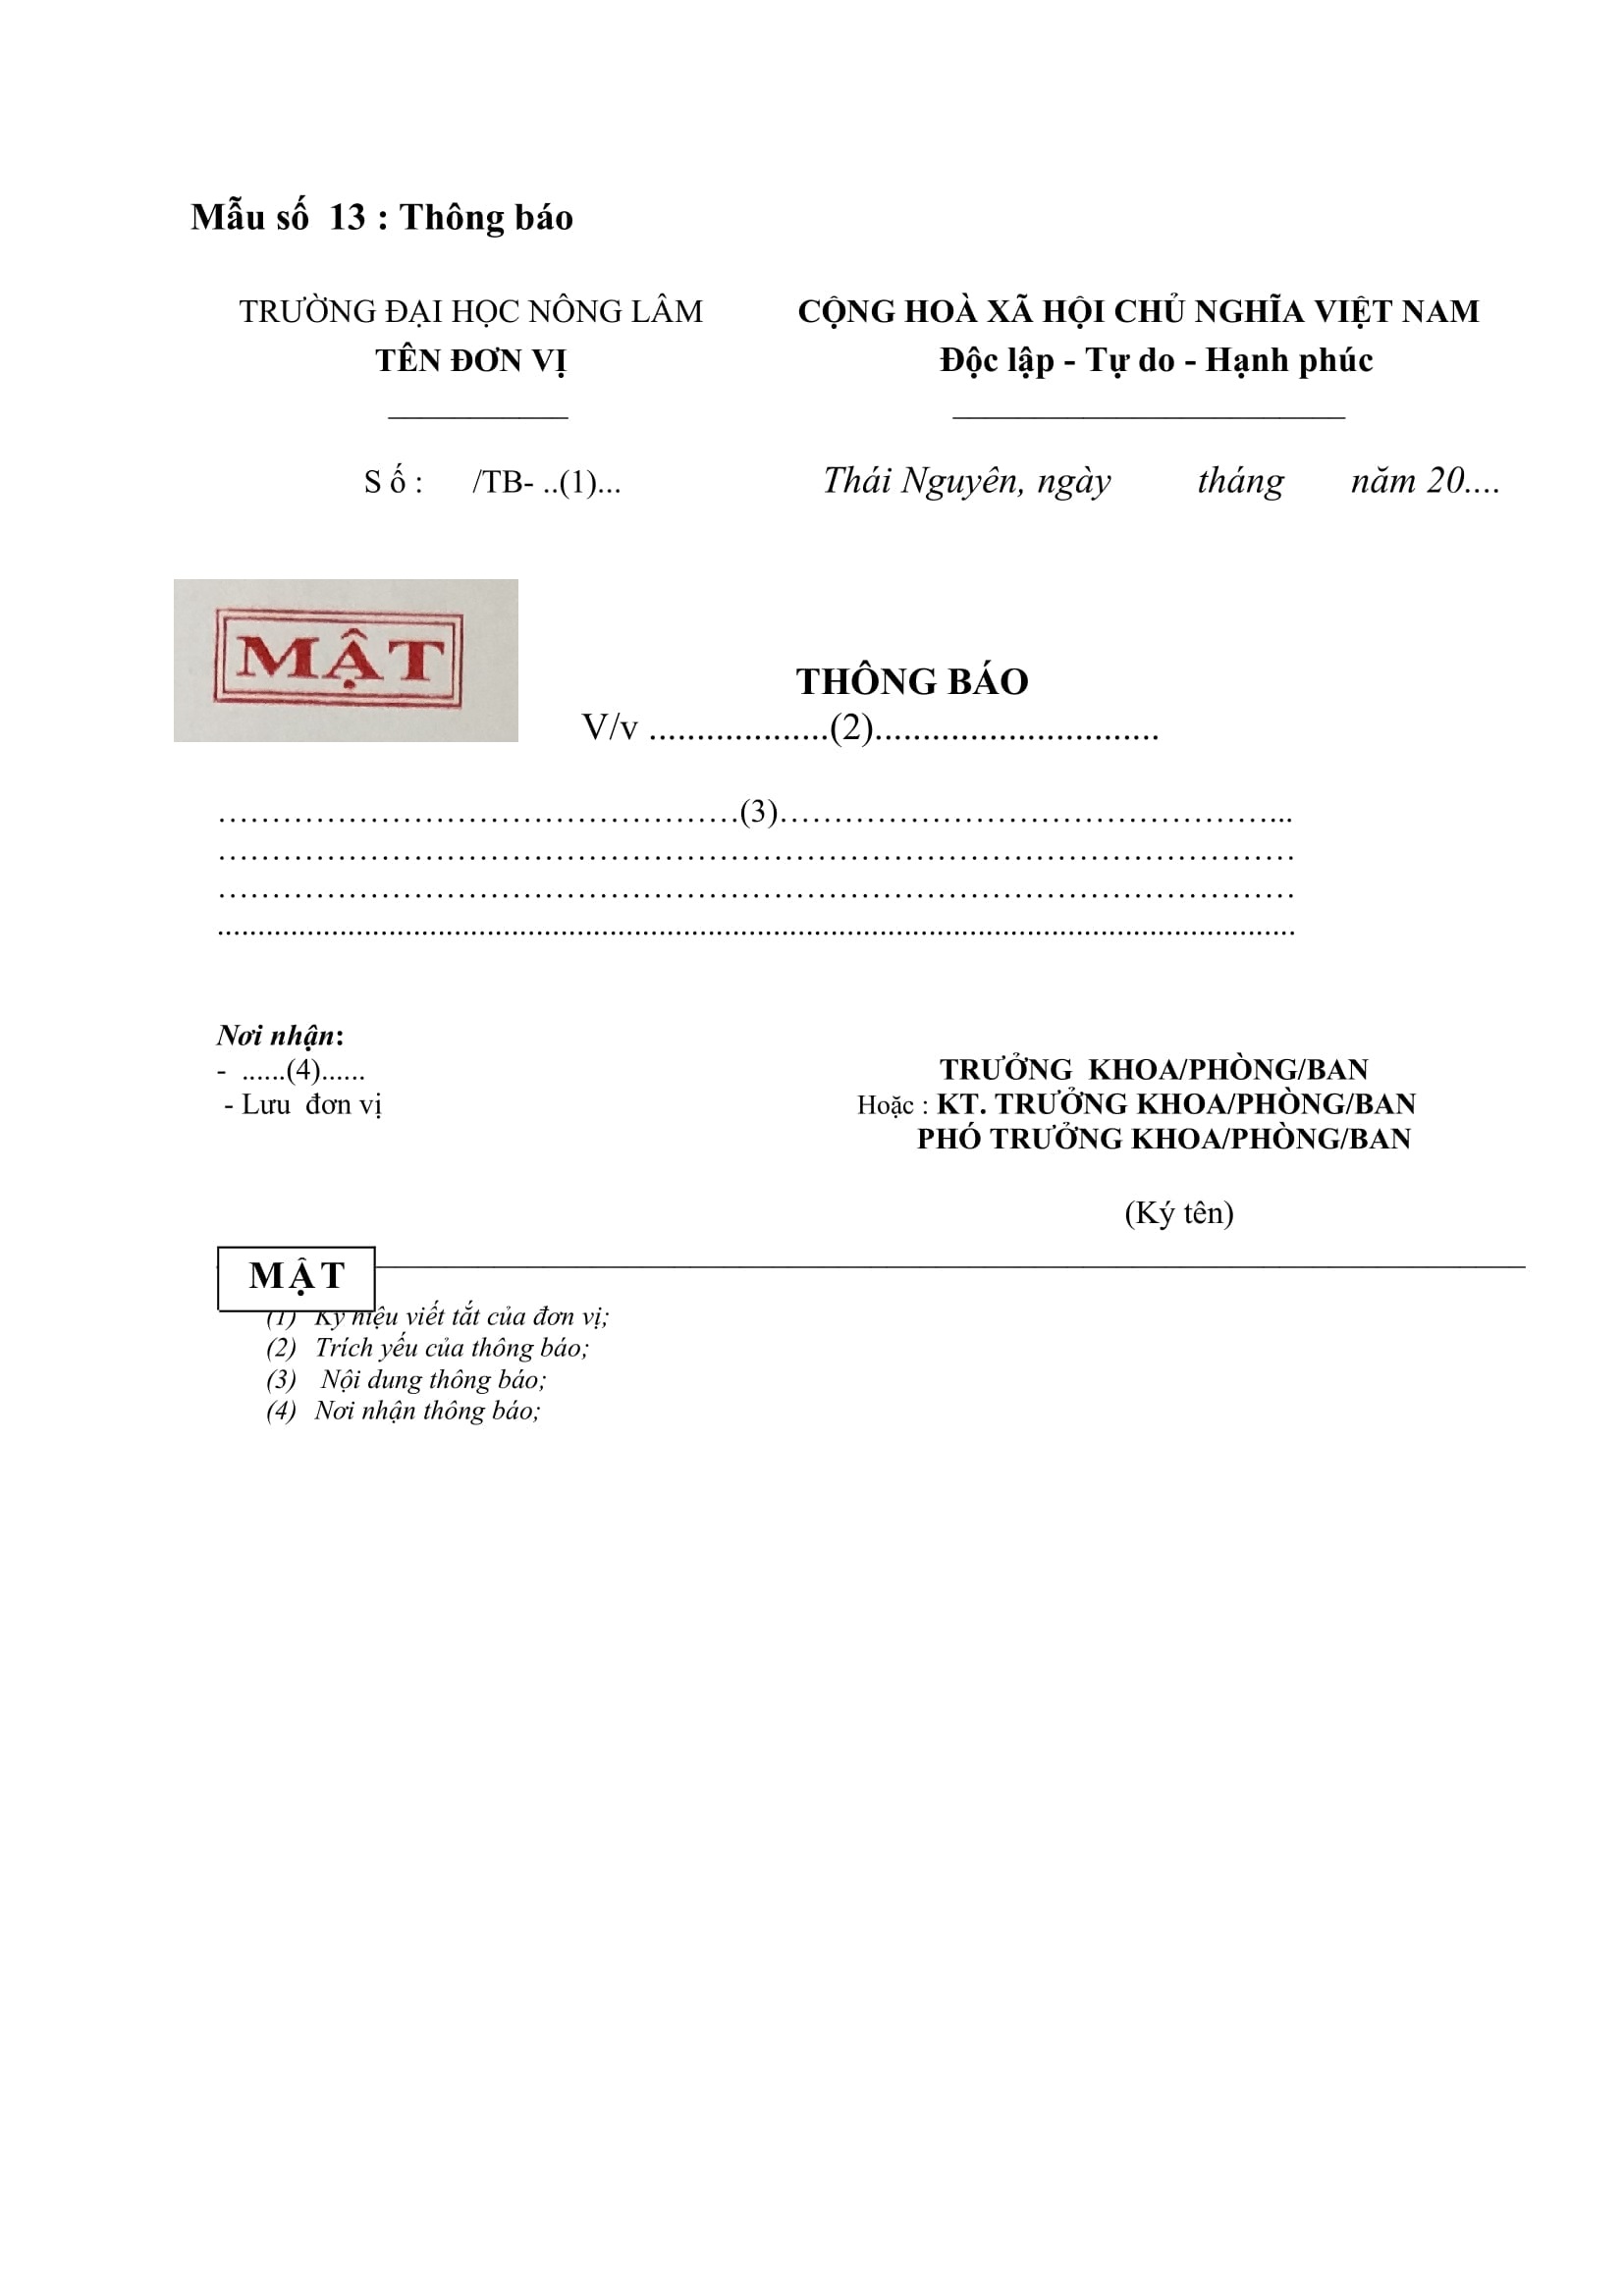 Mẫu số 13 : Thông báo
TRƯỜNG ĐẠI HỌC NÔNG LÂM
TÊN ĐƠN VỊ
CỘNG HOÀ XÃ HỘI CHỦ NGHĨA VIỆT NAM
Độc lập - Tự do - Hạnh phúc
S ố : /TB- ..(1)...
Thái Nguyên, ngày tháng năm 20....
MẬT
THÔNG BÁO
V/v ...................(2)..............................
…………………………………………(3)………………………………………...
………………………………………………………………………………………
………………………………………………………………………………………
....................................................................................................................................
Nơi nhận:
- ......(4)......
- Lưu đơn vị
TRƯỞNG KHOA/PHÒNG/BAN
Hoặc : KT. TRƯỞNG KHOA/PHÒNG/BAN
PHÓ TRƯỞNG KHOA/PHÒNG/BAN
(Ký tên)
MẬT
(1) Ký hiệu viết tắt của đơn vị;
(2) Trích yếu của thông báo;
(3) Nội dung thông báo;
(4) Nơi nhận thông báo;